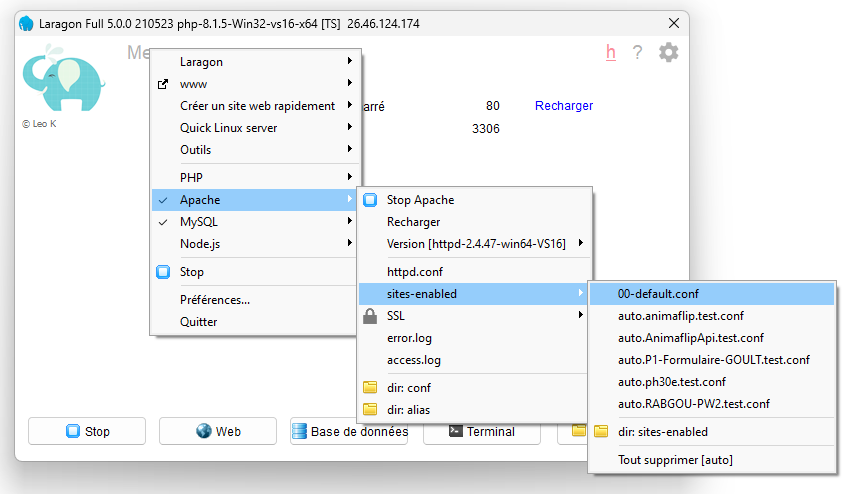 Laragon Full 5.0.0 210523 php-8.1.5-Win32-vs16-x64 [TS] 26.46.124.174
Me
h ?
© Leo K
Laragon
www
Créer un site web rapidement
Quick Linux server
Outils
PHP
Apache
MySQL
Node.js
Stop
Préférences...
Quitter
arré 80 Recharger
3306
Stop Apache
Recharger
Version [httpd-2.4.47-win64-VS16]
httpd.conf
sites-enabled
SSL
error.log
access.log
dir: conf
dir: alias
00-default.conf
auto.animaflip.test.conf
auto.AnimaflipApi.test.conf
auto.P1-Formulaire-GOULT.test.conf
auto.ph30e.test.conf
auto.RABGOU-PW2.test.conf
dir: sites-enabled
Tout supprimer [auto]
Stop Web Base de données Terminal